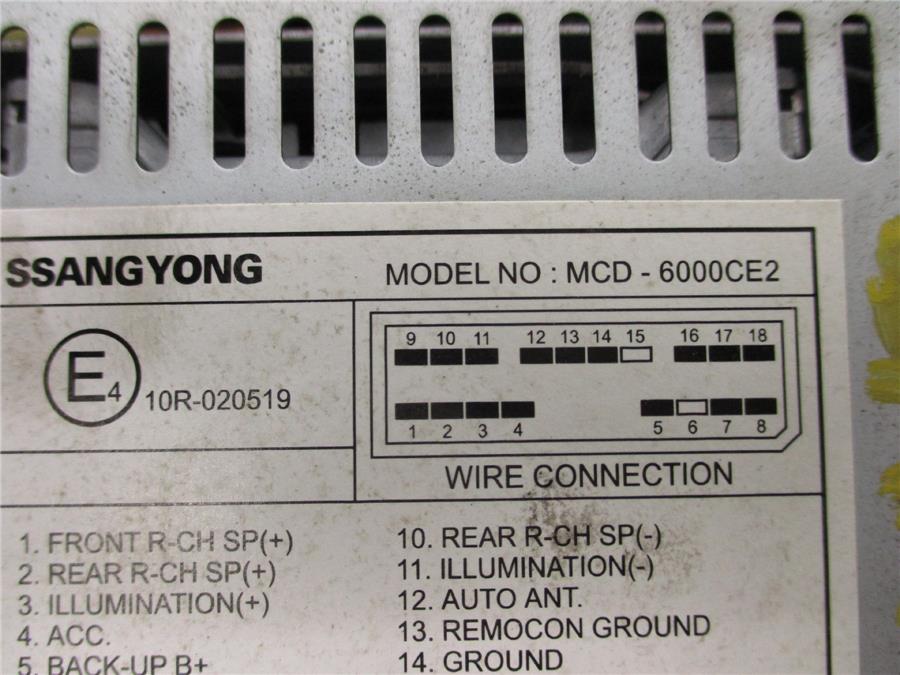 SSANGYONG
MODEL NO : MCD - 6000CE2
E4
10R-020519
9 10 11 12 13 14 15 16 17 18
1 2 3 4 5 6 7 8
WIRE CONNECTION
1. FRONT R-CH SP(+)
2. REAR R-CH SP(+)
3. ILLUMINATION(+)
4. ACC.
5. BACK-UP B+
10. REAR R-CH SP(-)
11. ILLUMINATION(-)
12. AUTO ANT.
13. REMOCON GROUND
14. GROUND